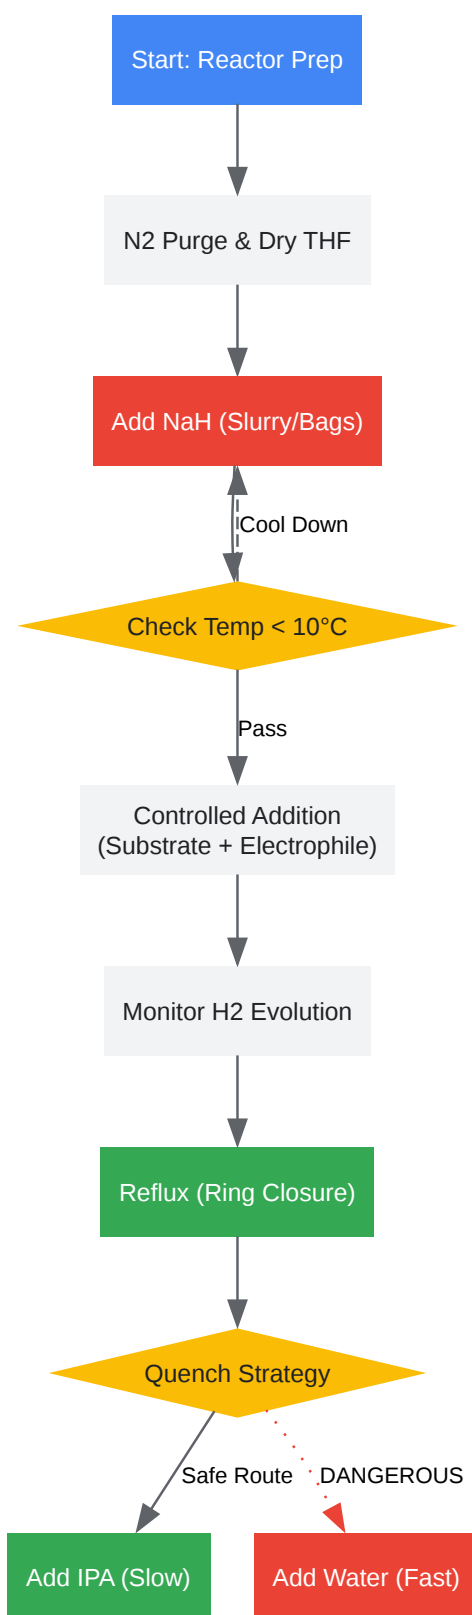 Start: Reactor Prep
N2 Purge & Dry THF
Add NaH (Slurry/Bags)
Cool Down
Check Temp < 10°C
Pass
Controlled Addition
(Substrate + Electrophile)
Monitor H2 Evolution
Reflux (Ring Closure)
Quench Strategy
Safe Route
DANGEROUS
Add IPA (Slow)
Add Water (Fast)